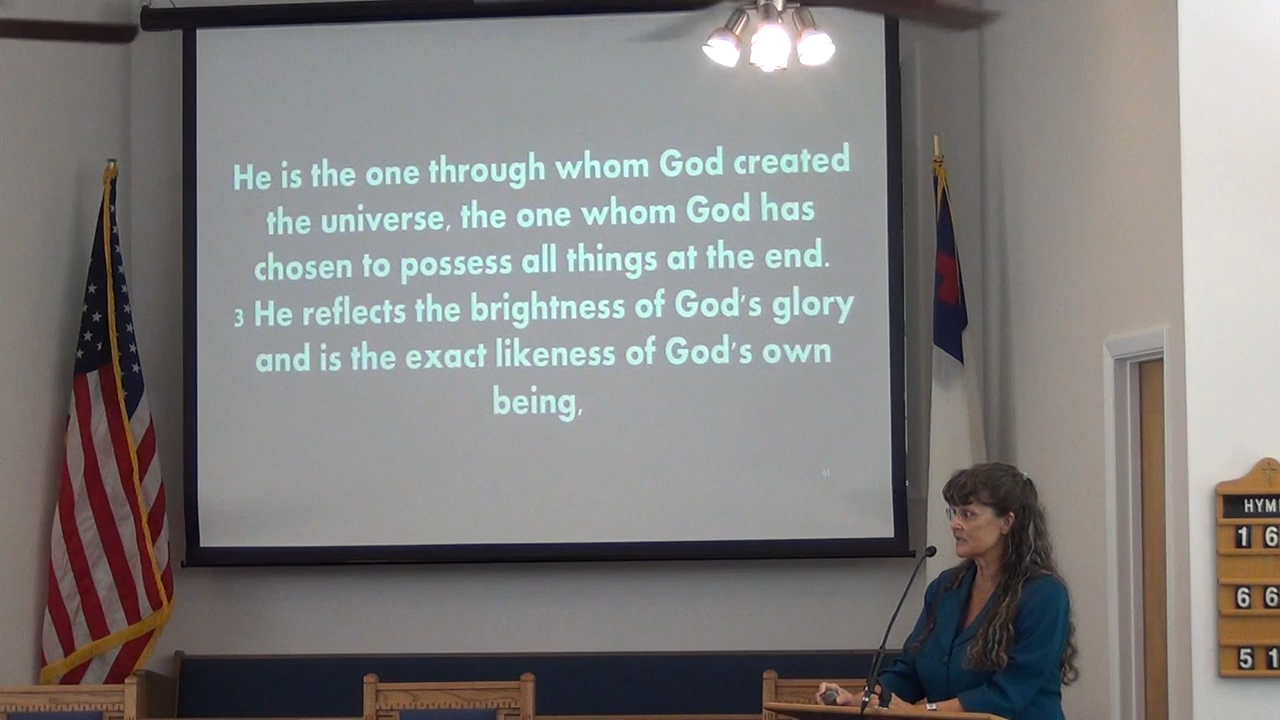 He is the one through whom God created
the universe, the one whom God has
chosen to possess all things at the end.
3 He reflects the brightness of God's glory
and is the exact likeness of God's own
being,
HYM
1 6
6 6
5 1